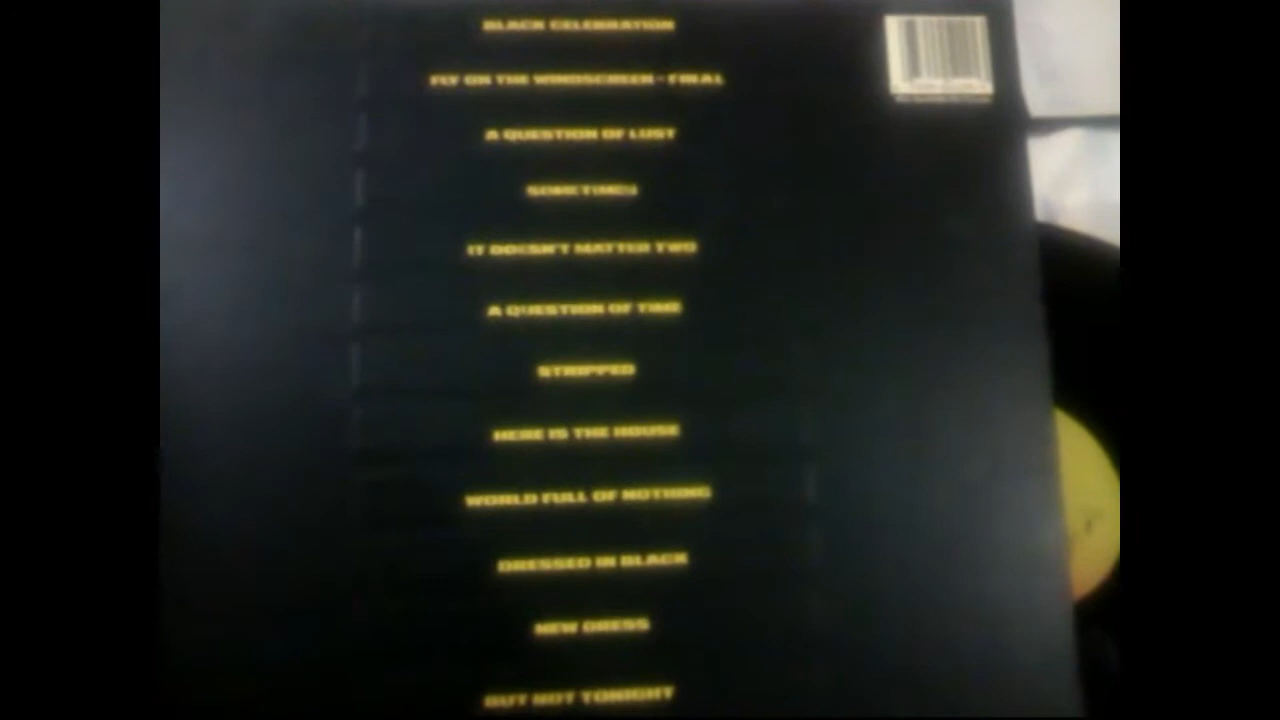 BLACK CELEBRATION
FLY ON THE WINDSCREEN - FINAL
A QUESTION OF LUST
SOMETIMES
IT DOESN'T MATTER TWO
A QUESTION OF TIME
STRIPPED
HERE IS THE HOUSE
WORLD FULL OF NOTHING
DRESSED IN BLACK
NEW DRESS
BUT NOT TONIGHT